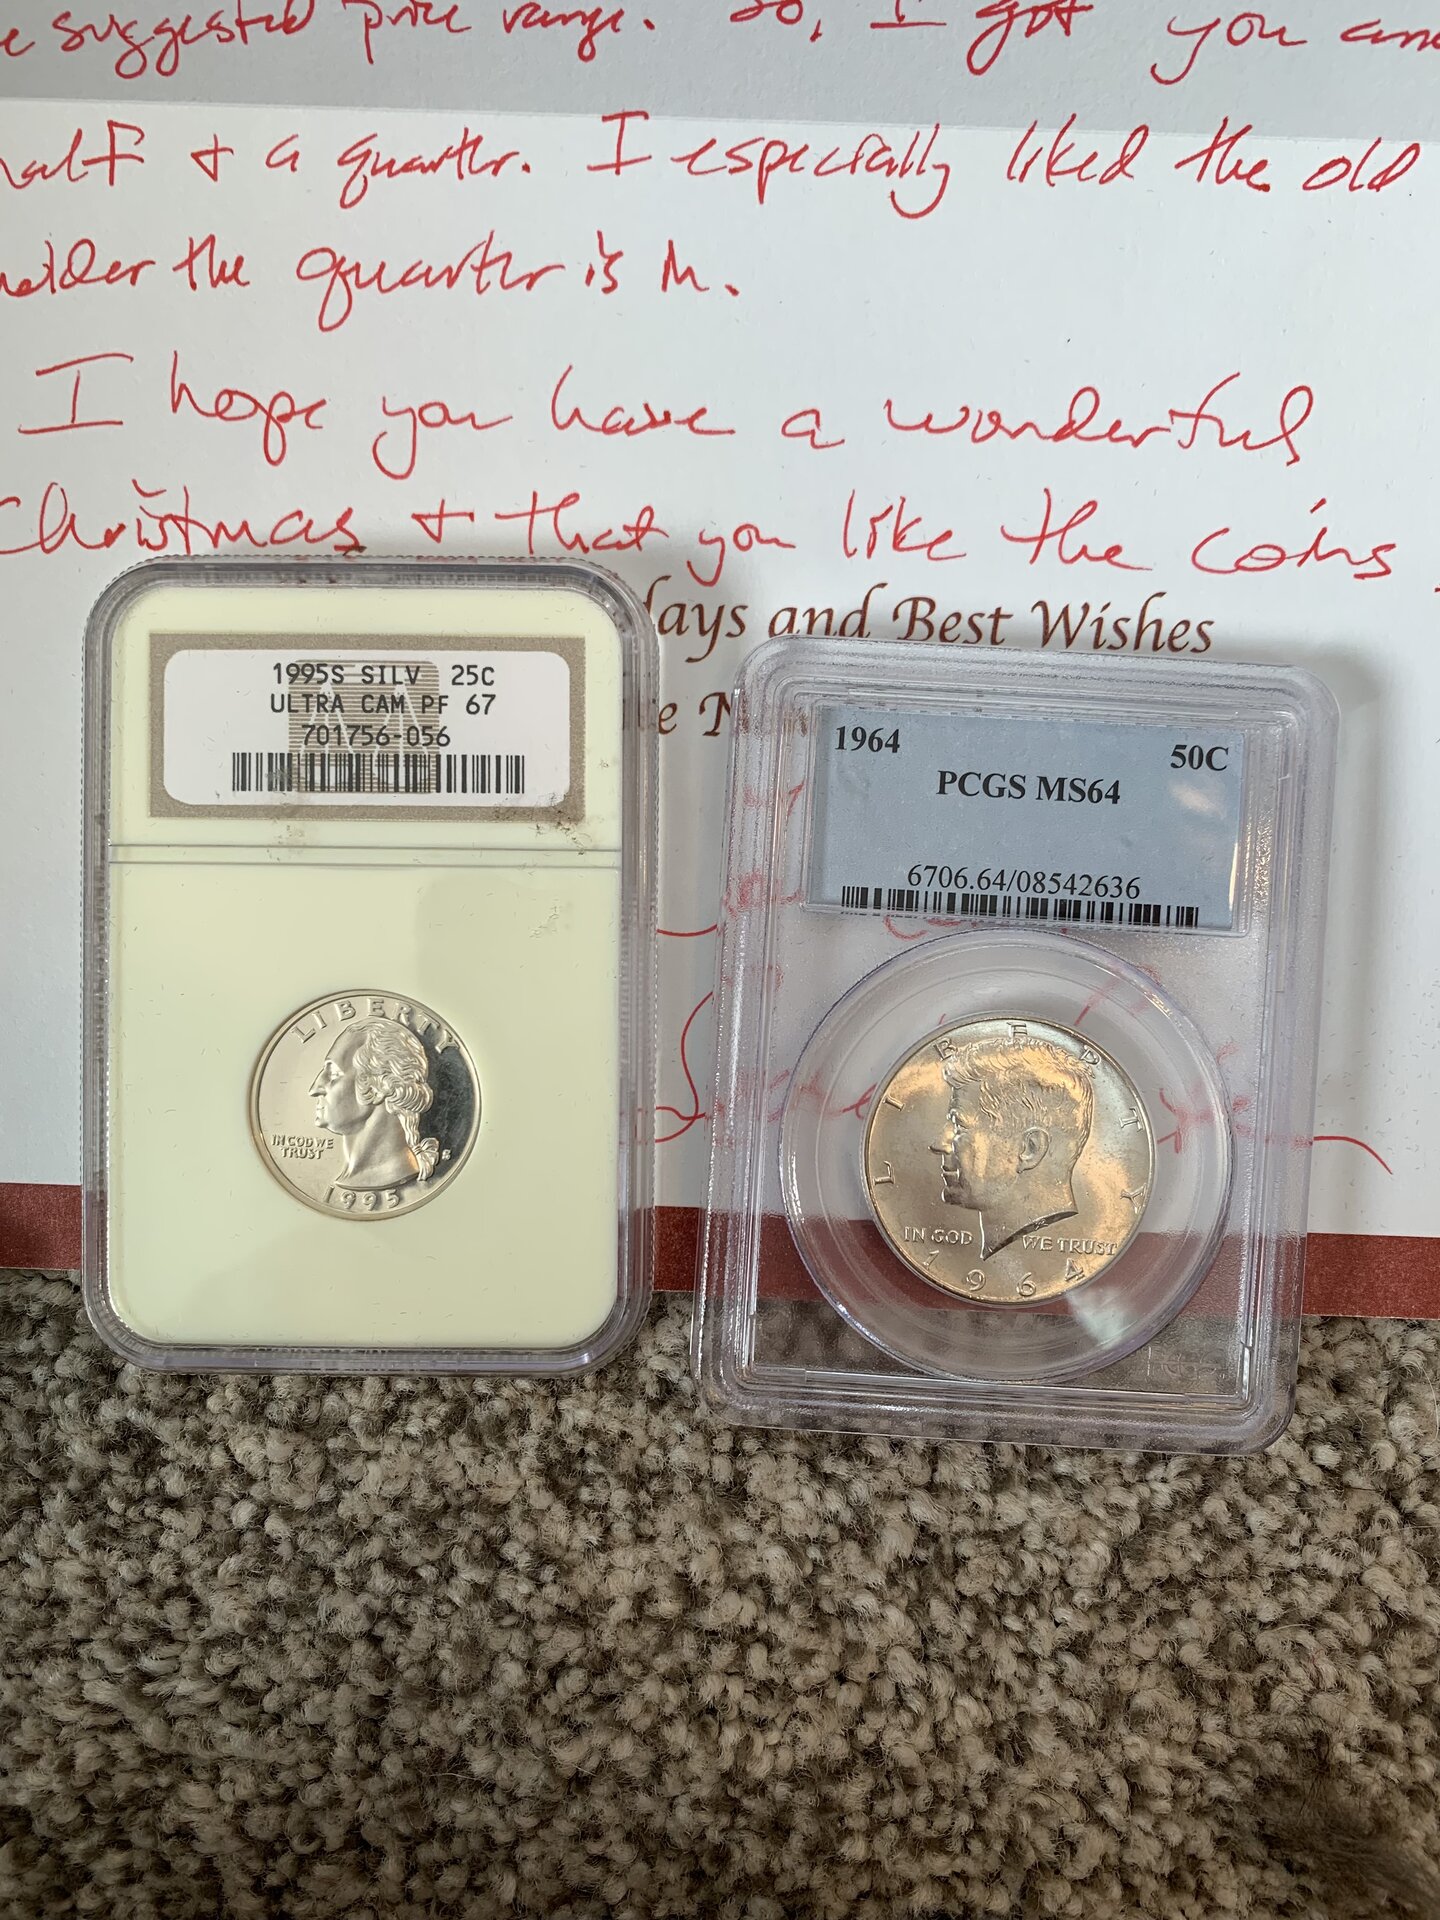 suggested price range. So, I got you
half + a quarter. I especially liked the old
holder the quarter is in.
I hope you have a wonderful
Christmas + that you like the coins
days and Best Wishes
1995S SILV 25C
ULTRA CAM PF 67
701756-056
LIBERTY
IN GOD WE
TRUST
S
1995
1964 50C
PCGS MS64
6706.64/08542636
LIBERTY
IN GOD WE TRUST
1964